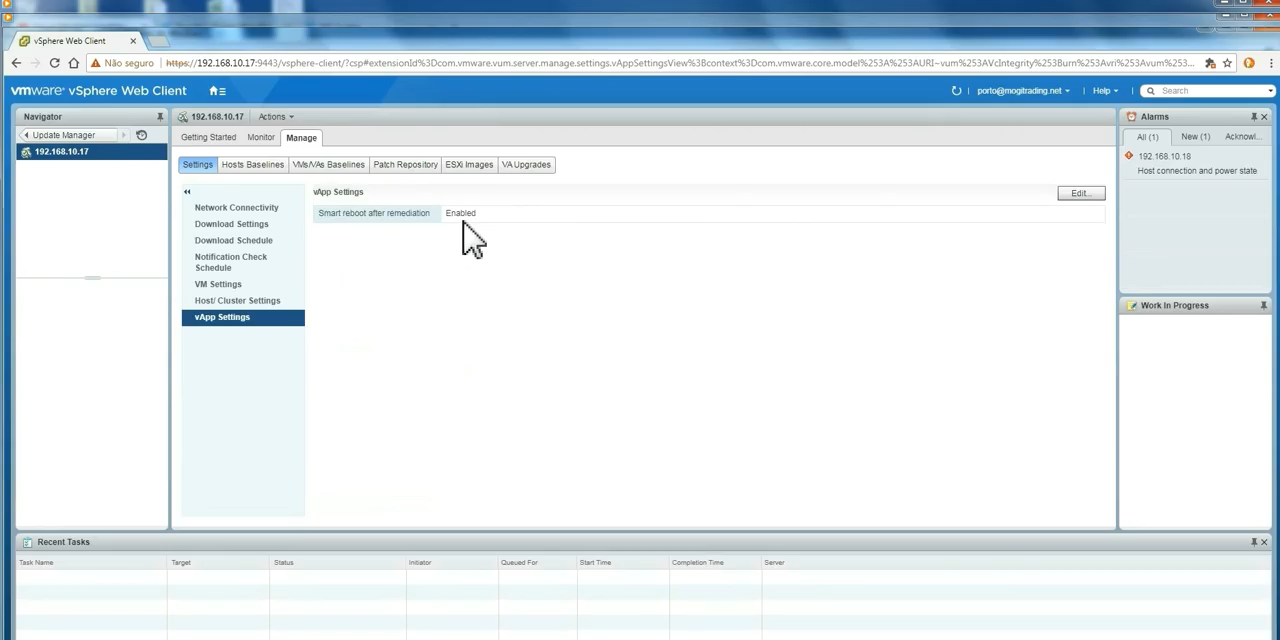 vSphere Web Client
Não seguro https://192.168.10.17:9443/vsphere-client/?csp#extensionId%3Dcom.vmware.vum.server.manage.settings.vAppSettingsView%3Bcontext%3Dcom.vmware.core.model%253A%253AURI~vum%253AVcIntegrity%253Burn%253Avri%253Avum%253...
vmware vSphere Web Client
porto@mogitrading.net
Help
Search
Navigator
Update Manager
192.168.10.17
192.168.10.17 Actions
Getting Started Monitor Manage
Settings Hosts Baselines VMs/VAs Baselines Patch Repository ESXi Images VA Upgrades
Network Connectivity
Download Settings
Download Schedule
Notification Check
Schedule
VM Settings
Host/ Cluster Settings
vApp Settings
vApp Settings
Edit...
Smart reboot after remediation Enabled
Alarms
All (1) New (1) Acknowl...
192.168.10.18
Host connection and power state
Work In Progress
Recent Tasks
Task Name Target Status Initiator Queued For Start Time Completion Time Server